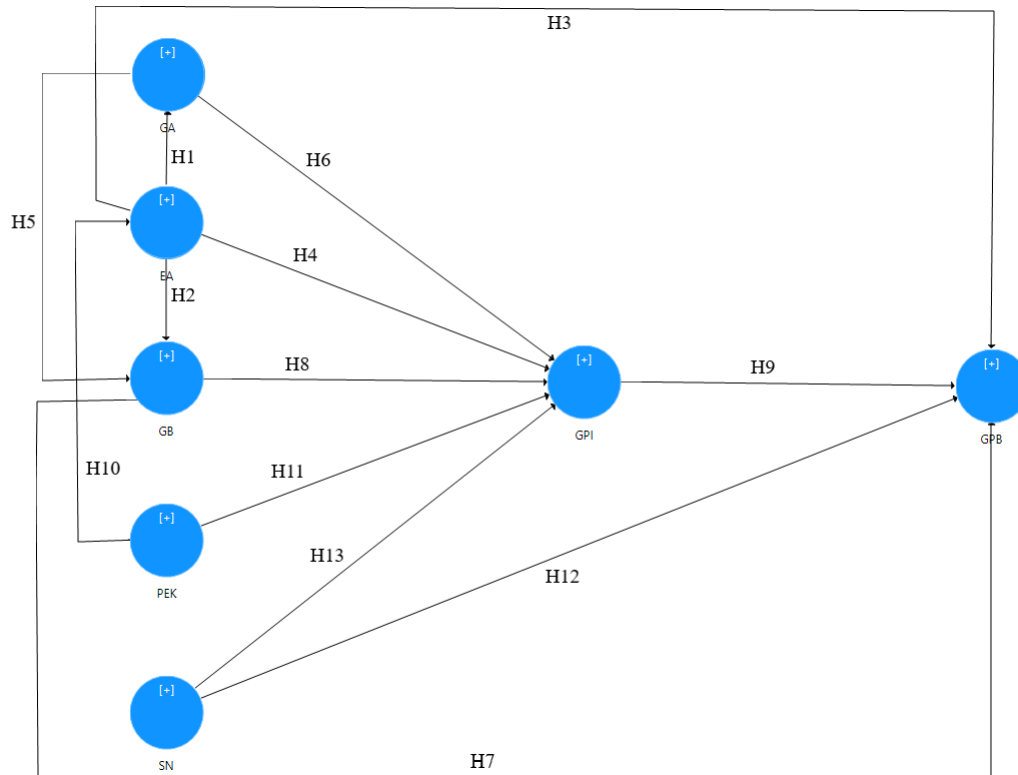 H3
[+]
GA
H1
H6
[+]
H5
EA
H4
H2
[+]
GB
H8
[+]
GPI
H9
[+]
GPB
H10
H11
[+]
PEK
H13
H12
[+]
SN
H7